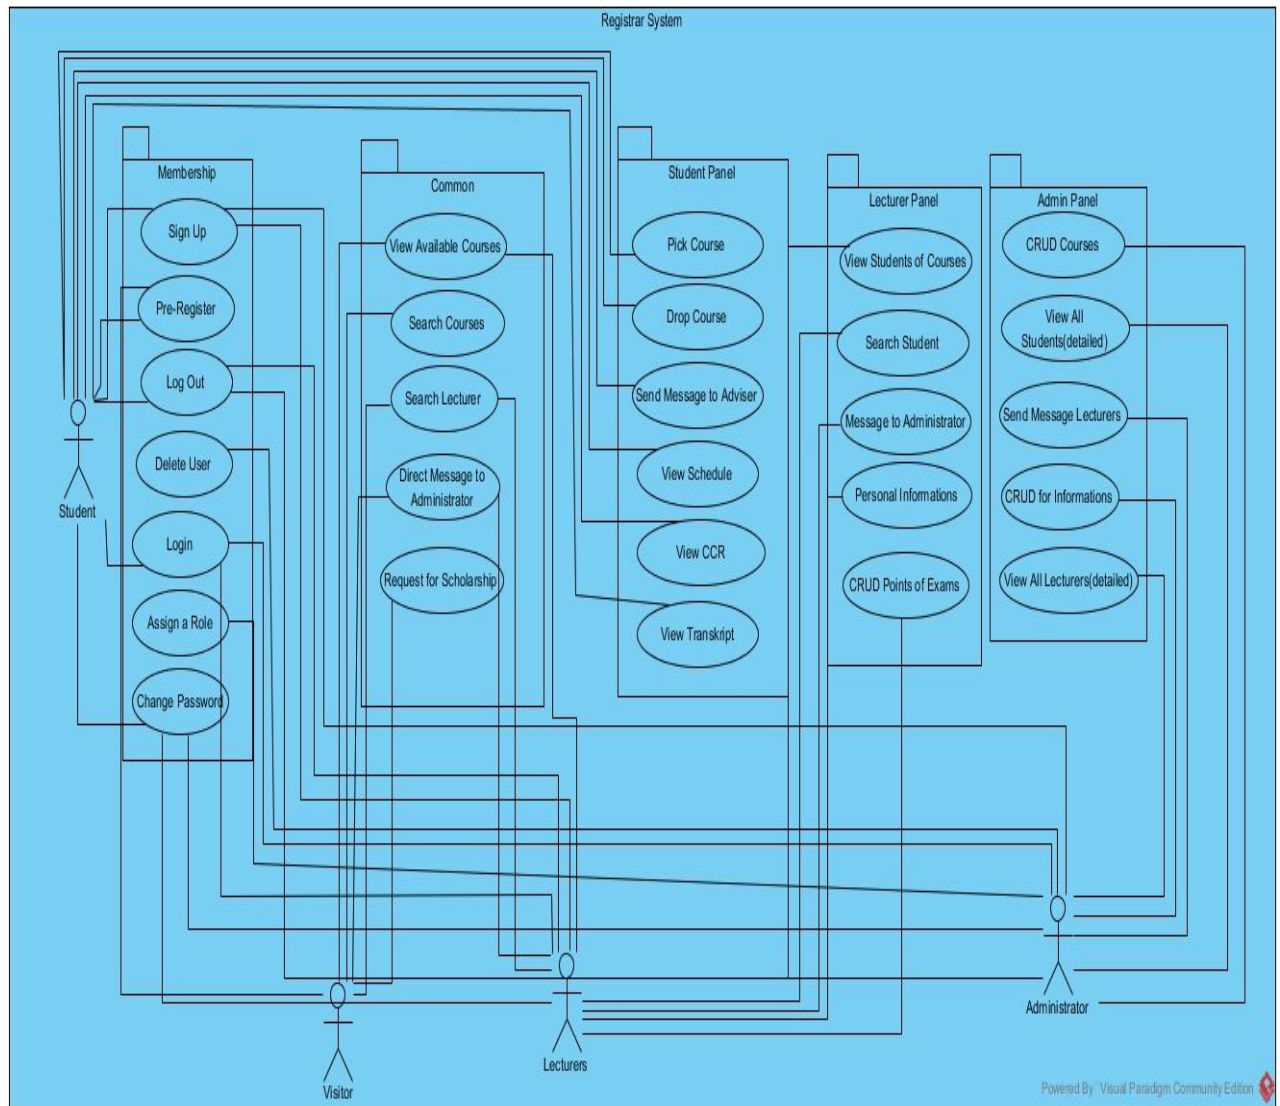 Registrar System
Membership
Sign Up
Pre-Register
Log Out
Delete User
Login
Assign a Role
Change Password
Common
View Available Courses
Search Courses
Search Lecturer
Direct Message to
Administrator
Request for Scholarship
Student Panel
Pick Course
Drop Course
Send Message to Adviser
View Schedule
View CCR
View Transkript
Lecturer Panel
View Students of Courses
Search Student
Message to Administrator
Personal Informations
CRUD Points of Exams
Admin Panel
CRUD Courses
View All
Students(detailed)
Send Message Lecturers
CRUD for Informations
View All Lecturers(detailed)
Student
Visitor
Lecturers
Administrator
Powered By Visual Paradigm Community Edition